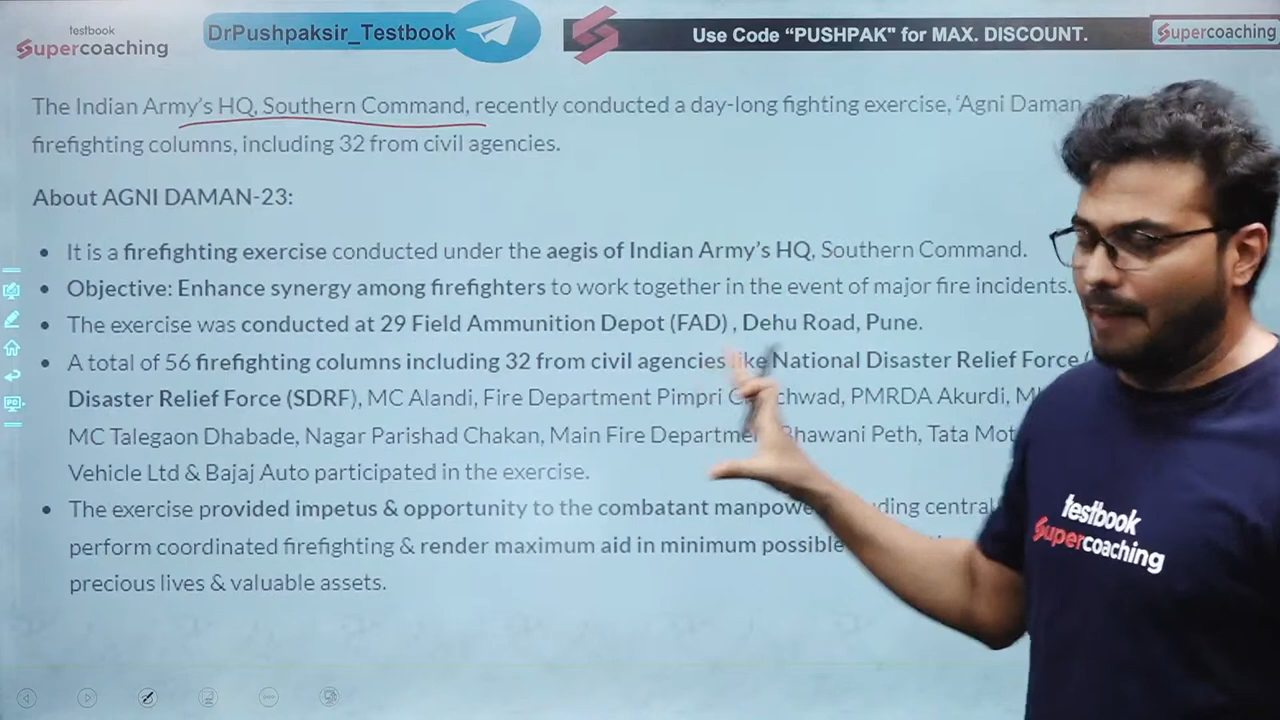 testbook
Supercoaching
DrPushpaksir_Testbook
Use Code “PUSHPAK" for MAX. DISCOUNT.
Supercoaching
The Indian Army’s HQ, Southern Command, recently conducted a day-long fighting exercise, ‘Agni Daman
firefighting columns, including 32 from civil agencies.
About AGNI DAMAN-23:
• It is a firefighting exercise conducted under the aegis of Indian Army’s HQ, Southern Command.
• Objective: Enhance synergy among firefighters to work together in the event of major fire incidents.
• The exercise was conducted at 29 Field Ammunition Depot (FAD) , Dehu Road, Pune.
• A total of 56 firefighting columns including 32 from civil agencies like National Disaster Relief Force (
Disaster Relief Force (SDRF), MC Alandi, Fire Department Pimpri PMRDA Akurdi,
MC Talegaon Dhabade, Nagar Parishad Chakan, Main Fire Department Bhawani Peth, Tata
Vehicle Ltd & Bajaj Auto participated in the exercise.
• The exercise provided impetus & opportunity to the combatant central
perform coordinated firefighting & render maximum aid in minimum possible
precious lives & valuable assets.
testbook
Supercoaching